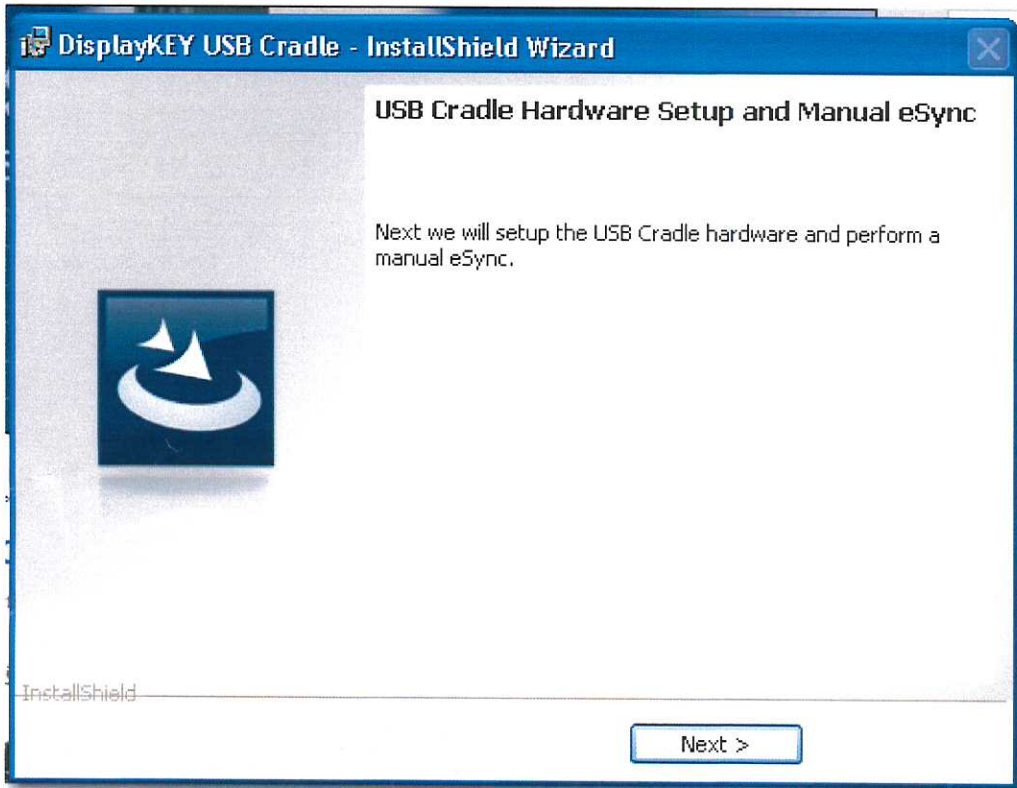 DisplayKEY USB Cradle - InstallShield Wizard
USB Cradle Hardware Setup and Manual eSync
Next we will setup the USB Cradle hardware and perform a
manual eSync.
InstallShield
Next >